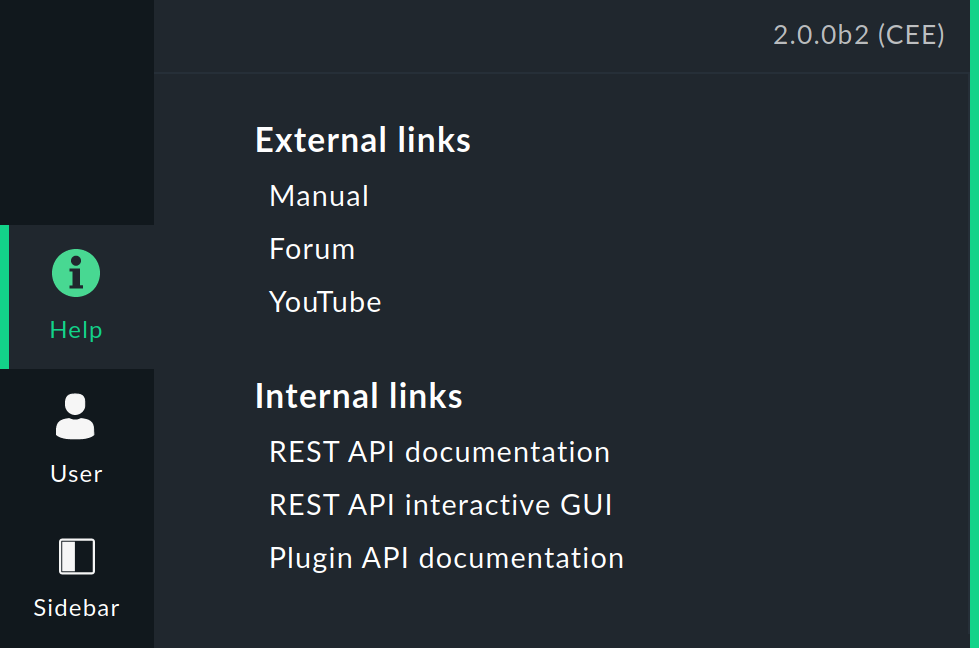 2.0.0b2 (CEE)
External links
Manual
Forum
YouTube
Internal links
REST API documentation
REST API interactive GUI
Plugin API documentation
Help
User
Sidebar